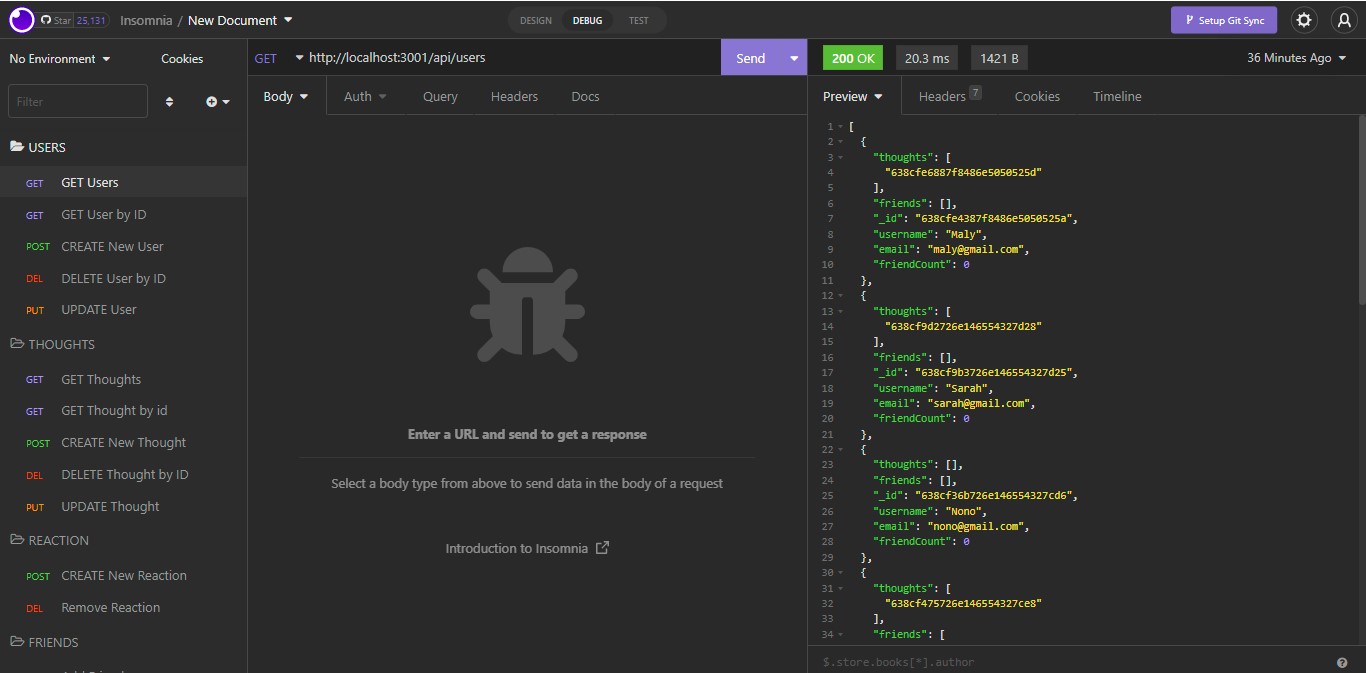 Star 25,131 Insomnia / New Document DESIGN DEBUG TEST Setup Git Sync
No Environment Cookies
Filter
USERS
GET GET Users
GET GET User by ID
POST CREATE New User
DEL DELETE User by ID
PUT UPDATE User
THOUGHTS
GET GET Thoughts
GET GET Thought by id
POST CREATE New Thought
DEL DELETE Thought by ID
PUT UPDATE Thought
REACTION
POST CREATE New Reaction
DEL Remove Reaction
FRIENDS
GET http://localhost:3001/api/users Send
Body Auth Query Headers Docs
Enter a URL and send to get a response
Select a body type from above to send data in the body of a request
Introduction to Insomnia
200 OK 20.3 ms 1421 B 36 Minutes Ago
Preview Headers 7 Cookies Timeline
1 [
2 {
3 "thoughts": [
4 "638cfe6887f8486e5050525d"
5 ],
6 "friends": [],
7 "_id": "638cfe4387f8486e5050525a",
8 "username": "Maly",
9 "email": "maly@gmail.com",
10 "friendCount": 0
11 },
12 {
13 "thoughts": [
14 "638cf9d2726e146554327d28"
15 ],
16 "friends": [],
17 "_id": "638cf9b3726e146554327d25",
18 "username": "Sarah",
19 "email": "sarah@gmail.com",
20 "friendCount": 0
21 },
22 {
23 "thoughts": [],
24 "friends": [],
25 "_id": "638cf36b726e146554327cd6",
26 "username": "Nono",
27 "email": "nono@gmail.com",
28 "friendCount": 0
29 },
30 {
31 "thoughts": [
32 "638cf475726e146554327ce8"
33 ],
34 "friends": [
$.store.books[*].author